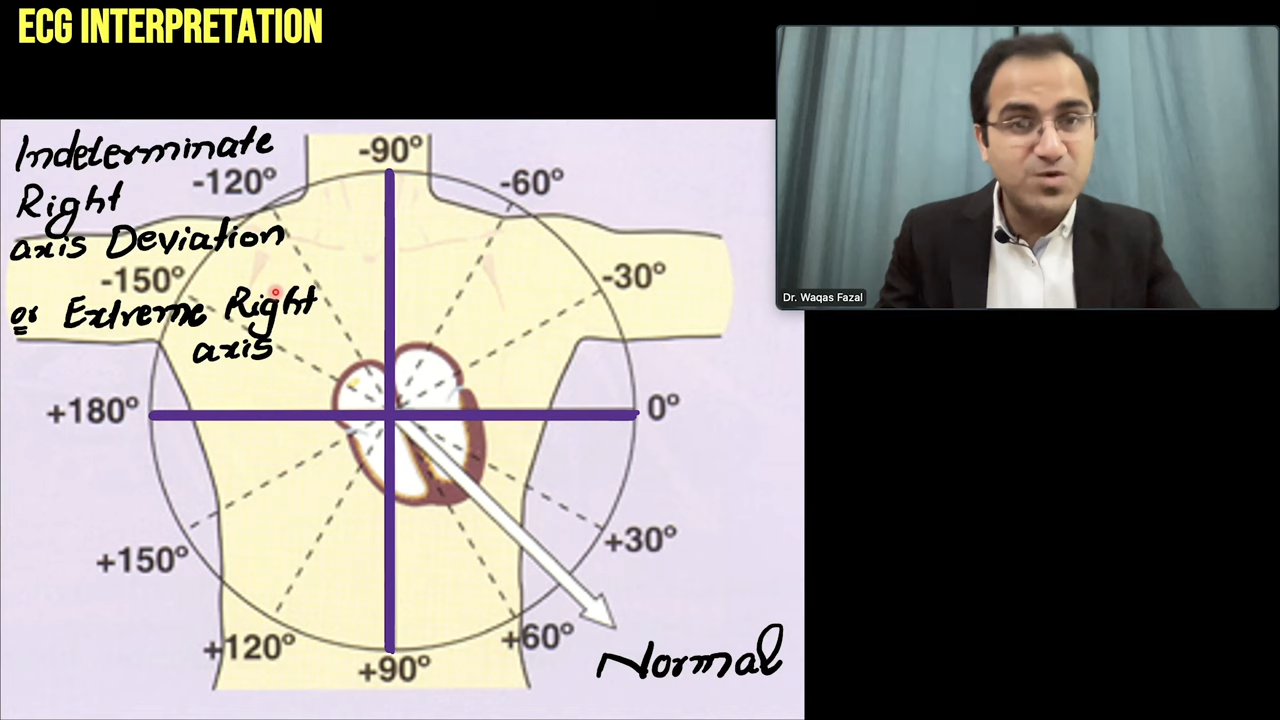 ECG INTERPRETATION
Indeterminate
Right
axis Deviation
or Extreme Right
axis
-90°
-120°
-60°
-150°
-30°
+180°
0°
+150°
+30°
+120°
+60°
+90°
Normal
Dr. Waqas Fazal